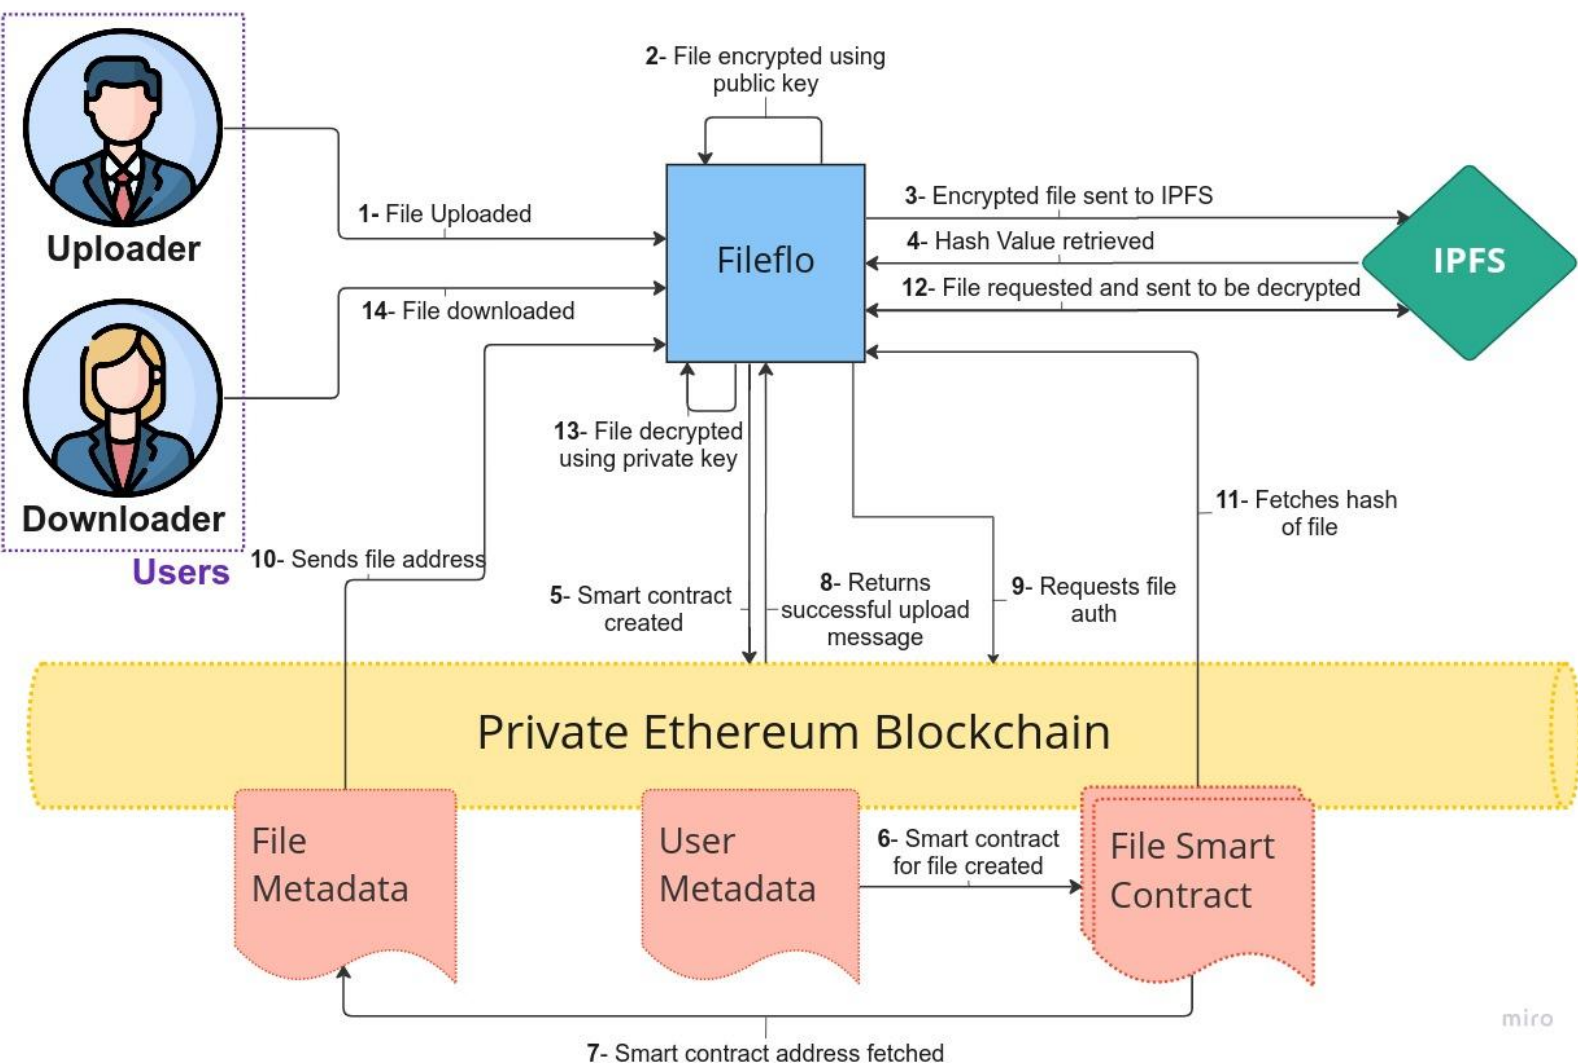 2- File encrypted using
public key
Uploader
1- File Uploaded
14- File downloaded
Downloader
Users
Fileflo
3- Encrypted file sent to IPFS
4- Hash Value retrieved
12- File requested and sent to be decrypted
IPFS
13- File decrypted
using private key
11- Fetches hash
of file
10- Sends file address
5- Smart contract
created
8- Returns
successful upload
message
9- Requests file
auth
Private Ethereum Blockchain
File
Metadata
User
Metadata
6- Smart contract
for file created
File Smart
Contract
7- Smart contract address fetched
miro